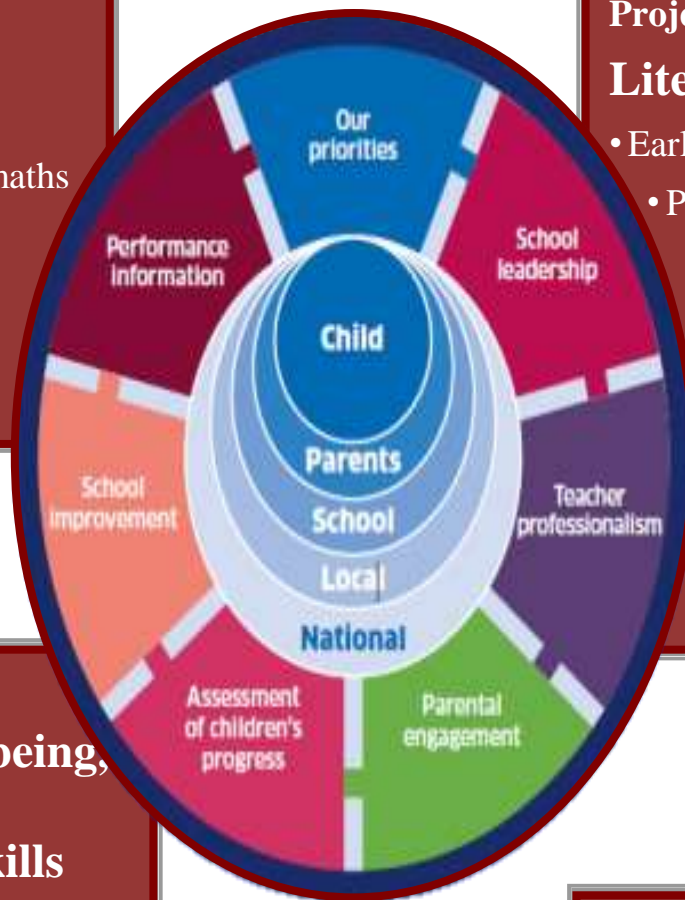 Proje
Lite
• Earl
• P
naths
Our
priorities
School
leadership
Performance
information
Child
Parents
School
Local
National
School
improvement
Teacher
professionalism
Assessment
of children's
progress
Parental
engagement
being,
kills